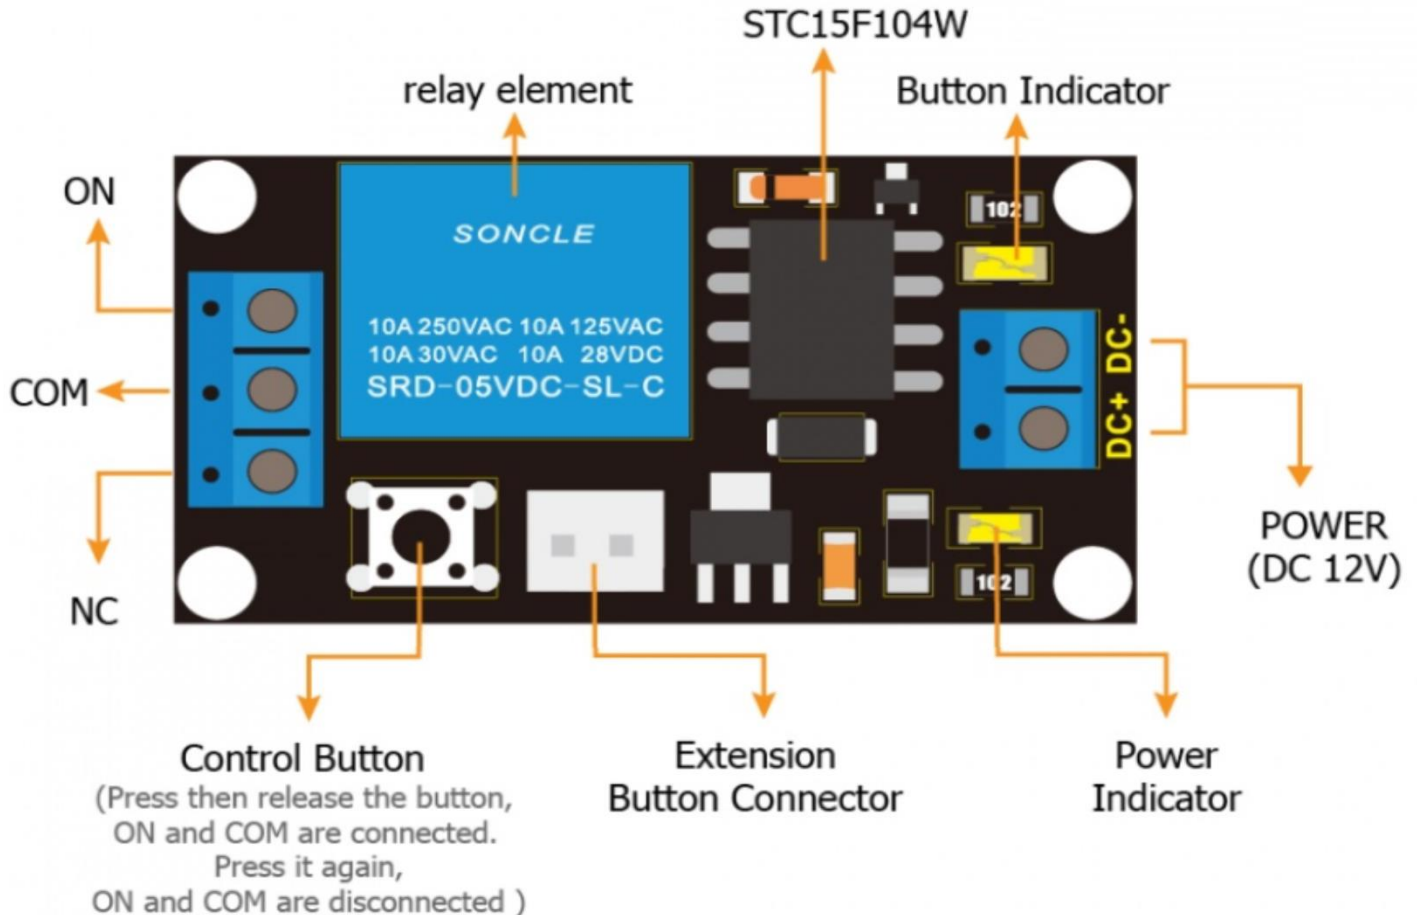 STC15F104W
relay element
Button Indicator
ON
COM
NC
SONCLE
10A 250VAC 10A 125VAC
10A 30VAC 10A 28VDC
SRD-05VDC-SL-C
102
DC-
DC+
102
POWER
(DC 12V)
Control Button
(Press then release the button,
ON and COM are connected.
Press it again,
ON and COM are disconnected )
Extension
Button Connector
Power
Indicator